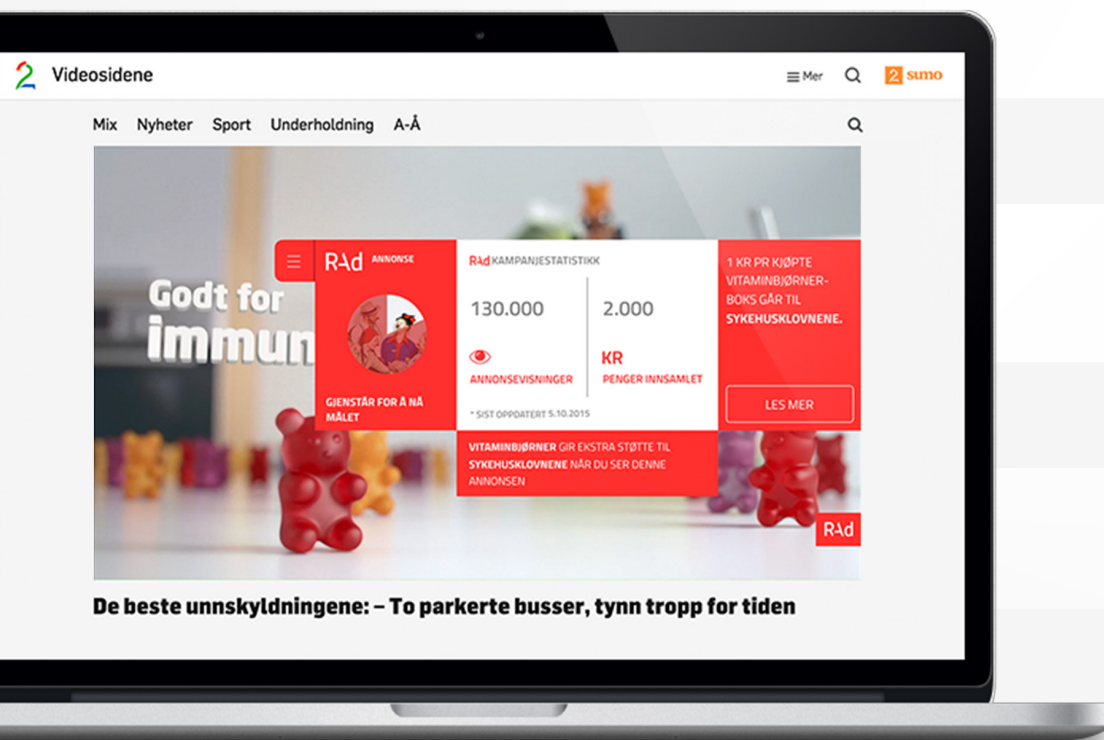 2 Videosidene
Mer
2 sumo
Mix Nyheter Sport Underholdning A-Å
Godt for
immun
RAd ANNONSE
GJENSTÅR FOR Å NÅ
MÅLET
RAd KAMPANJESTATISTIKK
130.000
ANNONSEVISNINGER
2.000
KR
PENGER INNSAMLET
* SIST OPPDATERT 5.10.2015
1 KR PR KJØPTE
VITAMINBJØRNER-
BOKS GÅR TIL
SYKEHUSKLOVNENE.
LES MER
VITAMINBJØRNER GIR EKSTRA STØTTE TIL
SYKEHUSKLOVNENE NÅR DU SER DENNE
ANNONSEN
RAd
De beste unnskyldningene: – To parkerte busser, tynn tropp for tiden